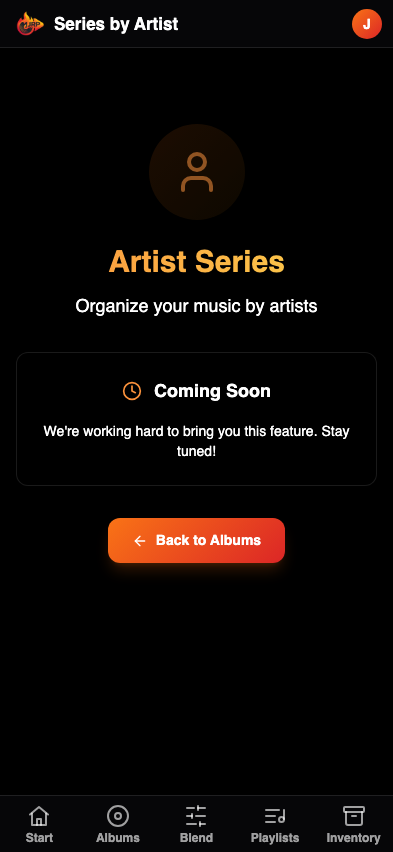 Series by Artist
J
Artist Series
Organize your music by artists
Coming Soon
We're working hard to bring you this feature. Stay
tuned!
Back to Albums
Start
Albums
Blend
Playlists
Inventory